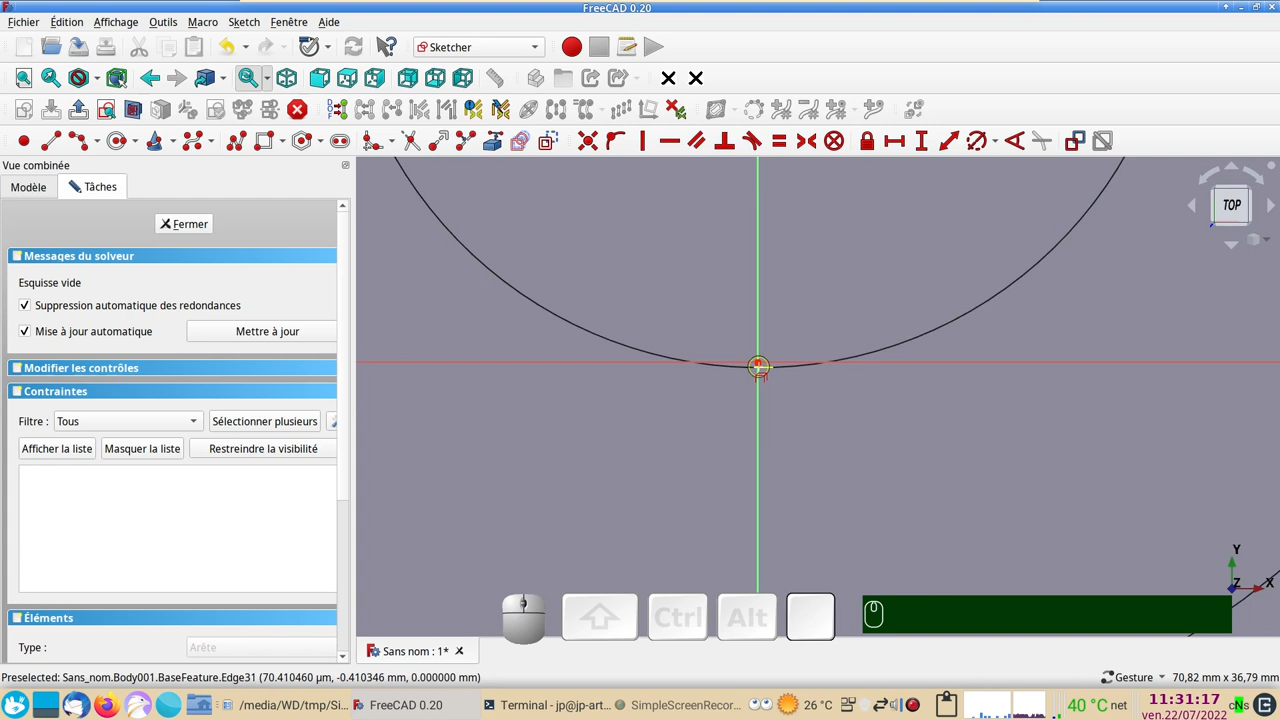 FreeCAD 0.20
Fichier Édition Affichage Outils Macro Sketch Fenêtre Aide
Sketcher
Vue combinée
Modèle Tâches
Fermer
Messages du solveur
Esquisse vide
Suppression automatique des redondances
Mise à jour automatique Mettre à jour
Modifier les contrôles
Contraintes
Filtre : Tous Sélectionner plusieurs
Afficher la liste Masquer la liste Restreindre la visibilité
Éléments
Type : Arête
TOP
Y
Z X
Ctrl Alt
Sans nom : 1*
Preselected: Sans_nom.Body001.BaseFeature.Edge31 (70.410460 µm, -0.410346 mm, 0.000000 mm) Gesture 70,82 mm x 36,79 mm
/media/WD/tmp/Si... FreeCAD 0.20 Terminal - jp@jp-art... SimpleScreenRecor... 26 °C 40 °C net 11:31:17 cNs
ven.22/07/2022